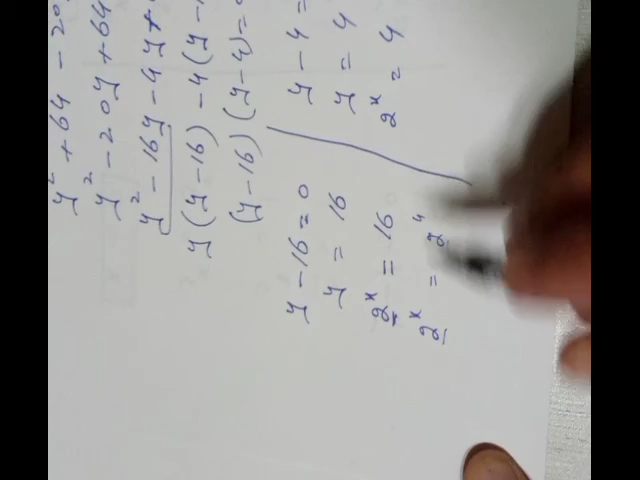 y² + 64 - 20
y² - 20y + 64
y² - 16y - 4y +
y(y-16) - 4(y-
(y-16) (y-4) =
y - 16 = 0
y = 16
2ˣ = 16
2ˣ = 2⁴
y - 4 =
y = 4
2ˣ = 4